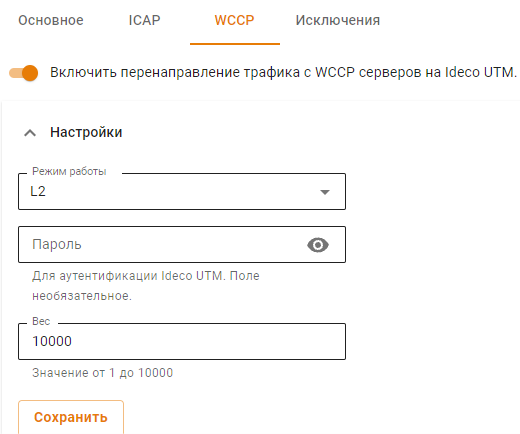 Основное ICAP WCCP Исключения
Включить перенаправление трафика с WCCP серверов на Ideco UTM.
Настройки
Режим работы
L2
Пароль
Для аутентификации Ideco UTM. Поле
необязательное.
Вес
10000
Значение от 1 до 10000
Сохранить